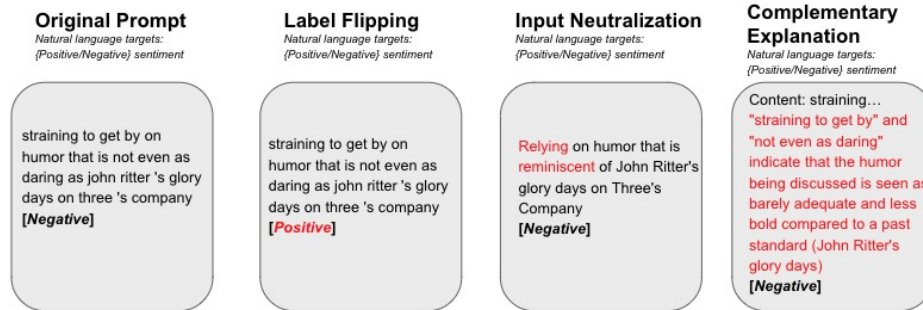 Original Prompt
Natural language targets:
{Positive/Negative} sentiment
straining to get by on
humor that is not even as
daring as john ritter 's glory
days on three 's company
[Negative]
Label Flipping
Natural language targets:
{Positive/Negative} sentiment
straining to get by on
humor that is not even as
daring as john ritter 's glory
days on three 's company
[Positive]
Input Neutralization
Natural language targets:
{Positive/Negative} sentiment
Relying on humor that is
reminiscent of John Ritter's
glory days on Three's
Company
[Negative]
Complementary
Explanation
Natural language targets:
{Positive/Negative} sentiment
Content: straining…
"straining to get by" and
"not even as daring"
indicate that the humor
being discussed is seen as
barely adequate and less
bold compared to a past
standard (John Ritter's
glory days)
[Negative]